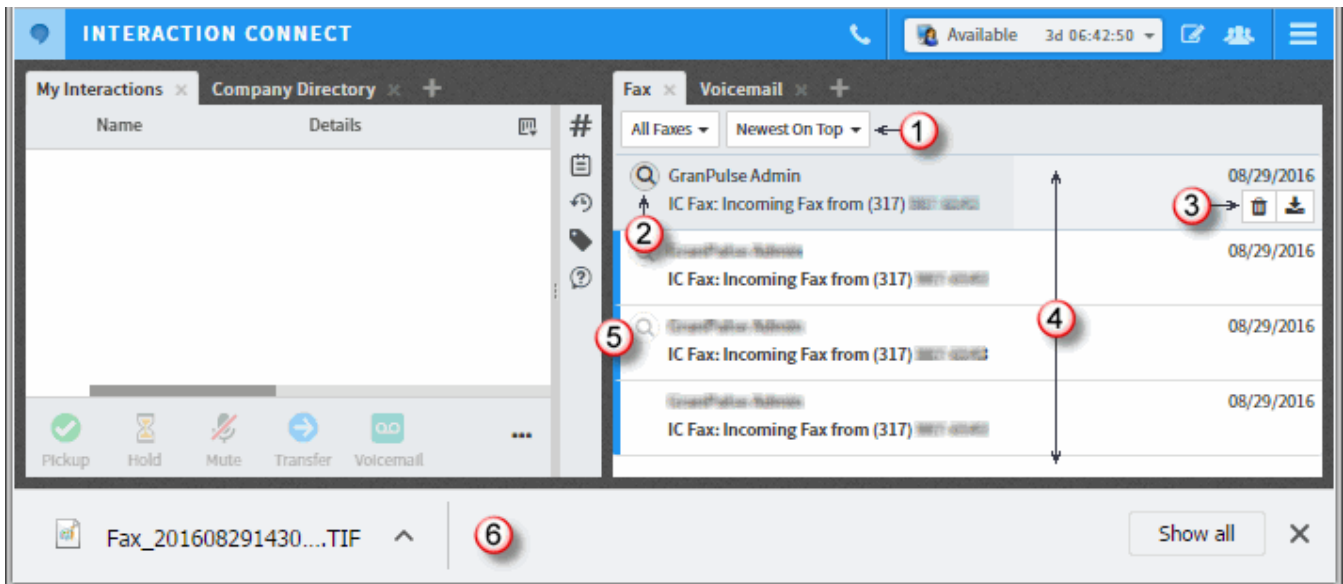 INTERACTION CONNECT
Available 3d 06:42:50
My Interactions Company Directory
Name Details
Pickup Hold Mute Transfer Voicemail
Fax Voicemail
All Faxes Newest On Top 1
GranPulse Admin 08/29/2016
IC Fax: Incoming Fax from (317)
2
3
08/29/2016
IC Fax: Incoming Fax from (317)
4
5
08/29/2016
IC Fax: Incoming Fax from (317)
08/29/2016
IC Fax: Incoming Fax from (317)
Fax_201608291430....TIF 6 Show all